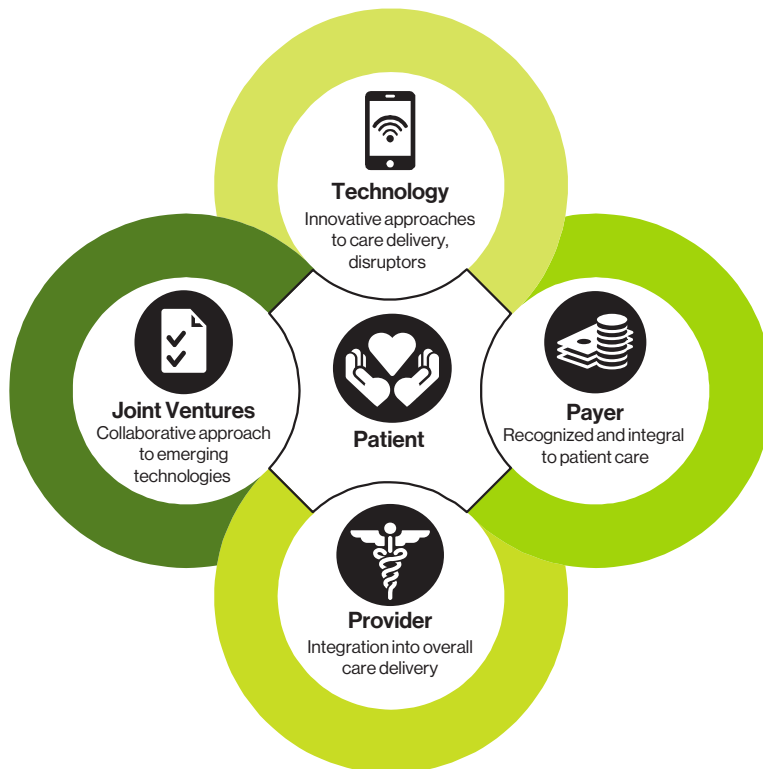 Technology
Innovative approaches
to care delivery,
disruptors
Joint Ventures
Collaborative approach
to emerging
technologies
Patient
Payer
Recognized and integral
to patient care
Provider
Integration into overall
care delivery